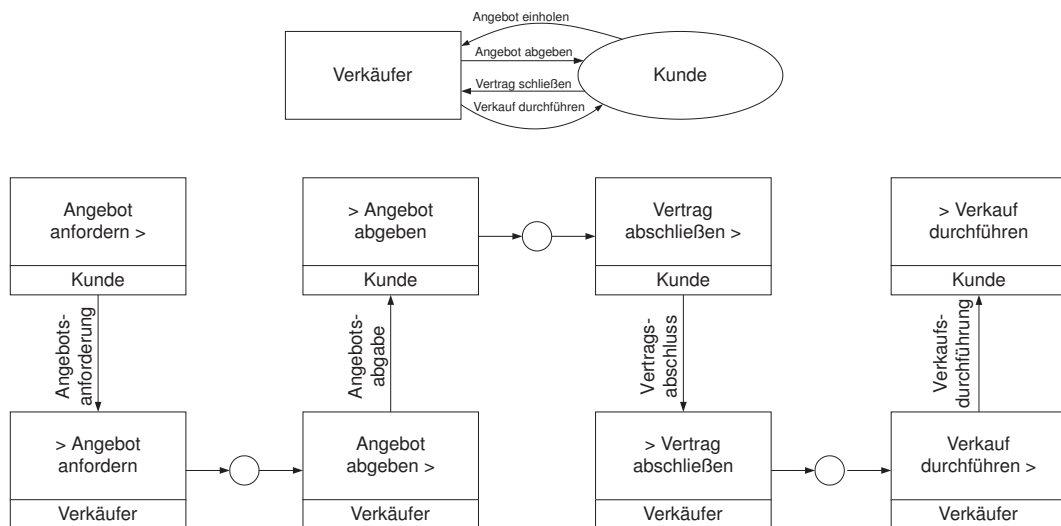 Angebot einholen
Verkäufer
Angebot abgeben
Kunde
Vertrag schließen
Verkauf durchführen
Angebot
anfordern >
Kunde
> Angebot
abgeben
Kunde
Vertrag
abschließen >
Kunde
> Verkauf
durchführen
Kunde
Angebots-
anforderung
Angebots-
abgabe
Vertrags-
abschluss
Verkaufs-
durchführung
> Angebot
anfordern
Verkäufer
Angebot
abgeben >
Verkäufer
> Vertrag
abschließen
Verkäufer
Verkauf
durchführen >
Verkäufer